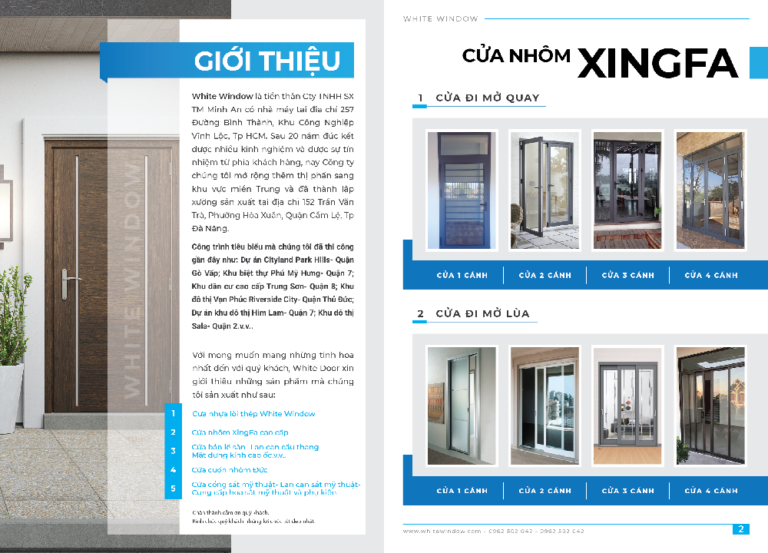 GIỚI THIỆU
White Window là tiền thân Cty TNHH SX
TM Minh An có nhà máy tại địa chỉ 257
Đường Bình Thành, Khu Công Nghiệp
Vĩnh Lộc, Tp HCM. Sau 20 năm đúc kết
được nhiều kinh nghiệm và được sự tín
nhiệm từ phía khách hàng, nay Công ty
chúng tôi mở rộng thêm thị phần sang
khu vực miền Trung và đã thành lập
xưởng sản xuất tại địa chỉ 152 Trần Văn
Trà, Phường Hòa Xuân, Quận Cẩm Lệ, Tp
Đà Nẵng.
Công trình tiêu biểu mà chúng tôi đã thi công
gần đây như: Dự án Cityland Park Hills- Quận
Gò Vấp; Khu biệt thự Phú Mỹ Hưng- Quận 7;
Khu dân cư cao cấp Trung Sơn- Quận 8; Khu
đô thị Vạn Phúc Riverside City- Quận Thủ Đức;
Dự án khu đô thị Him Lam- Quận 7; Khu đô thị
Sala- Quận 2.v.v..
Với mong muốn mang những tinh hoa
nhất đến với quý khách, White Door xin
giới thiệu những sản phẩm mà chúng
tôi sản xuất như sau:
1 Cửa nhựa lõi thép White Window
2 Cửa nhôm XingFa cao cấp
3 Cửa bản lề sàn- Lan can cầu thang
Mặt dựng kính cao ốc.v.v..
4 Cửa cuốn nhôm Đức
5 Cửa cổng sắt mỹ thuật- Lan can sắt mỹ thuật-
Cung cấp hoa sắt mỹ thuật và phụ kiện
Chân thành cảm ơn quý khách.
WHITE WINDOW
WHITE WINDOW
CỬA NHÔM XINGFA
1 CỬA ĐI MỞ QUAY
CỬA 1 CÁNH
CỬA 2 CÁNH
CỬA 3 CÁNH
CỬA 4 CÁNH
2 CỬA ĐI MỞ LÙA
CỬA 1 CÁNH
CỬA 2 CÁNH
CỬA 3 CÁNH
CỬA 4 CÁNH
2